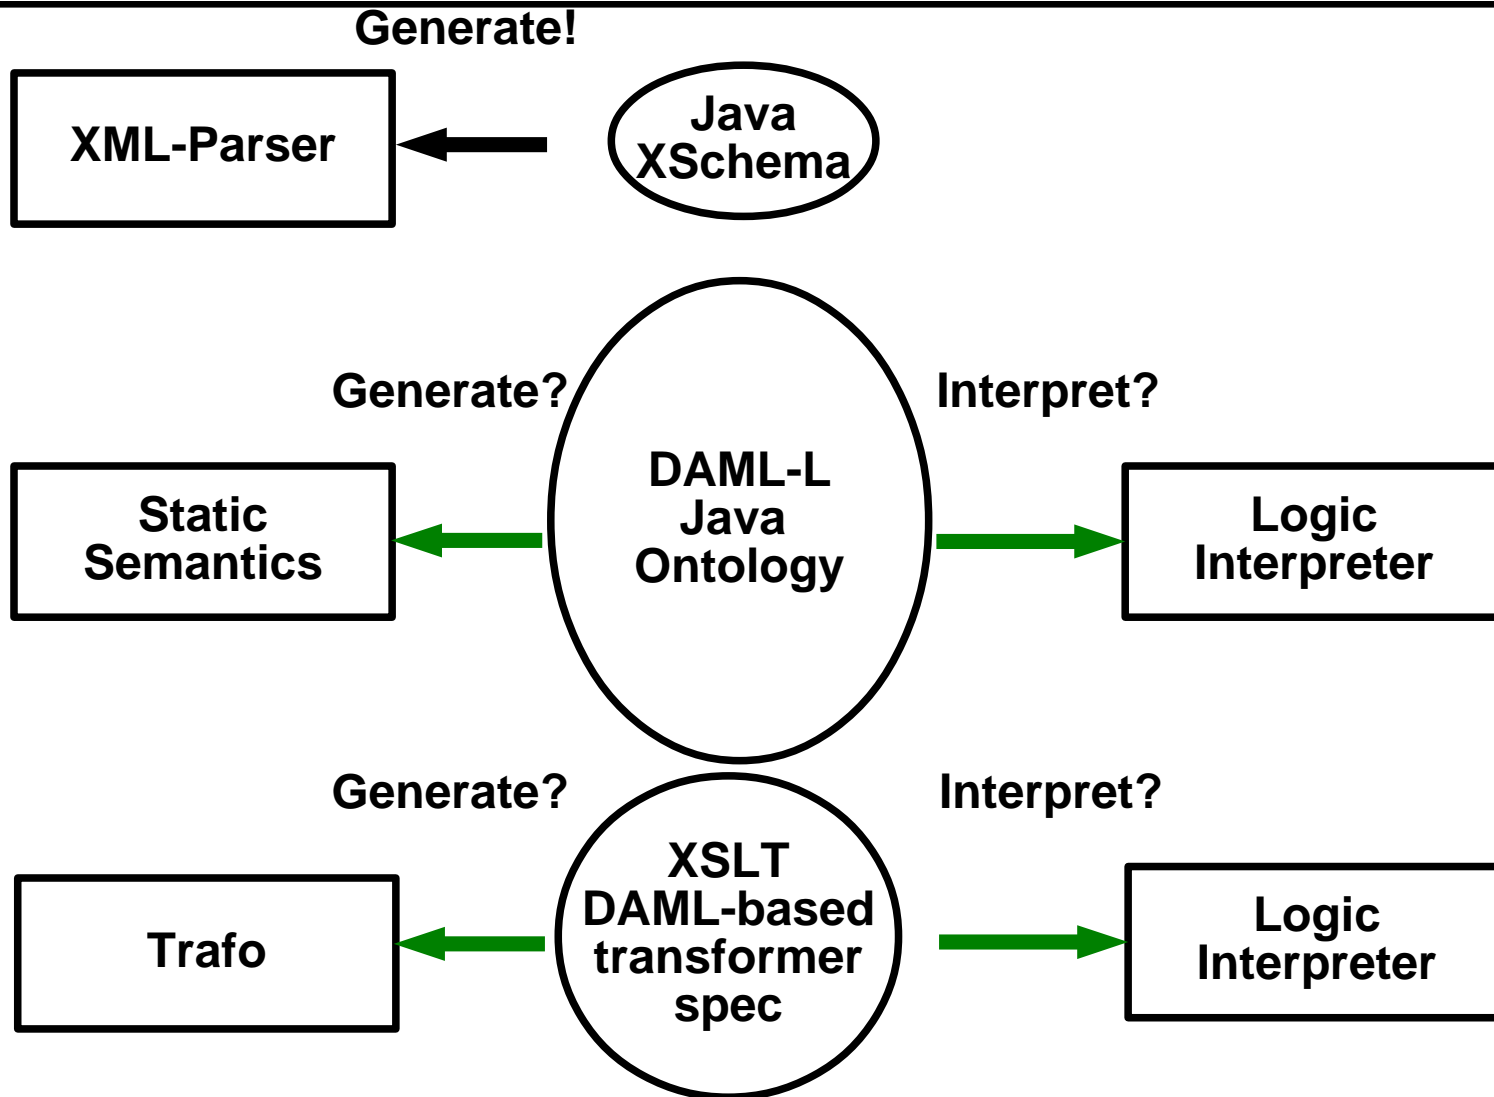 Generate!
XML-Parser
Java
XSchema
Generate?
Interpret?
Static
Semantics
DAML-L
Java
Ontology
Logic
Interpreter
Generate?
Interpret?
Trafo
XSLT
DAML-based
transformer
spec
Logic
Interpreter